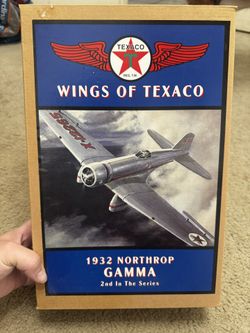 TEXACO
WINGS OF TEXACO
1932 NORTHROP
GAMMA
2nd In The Series